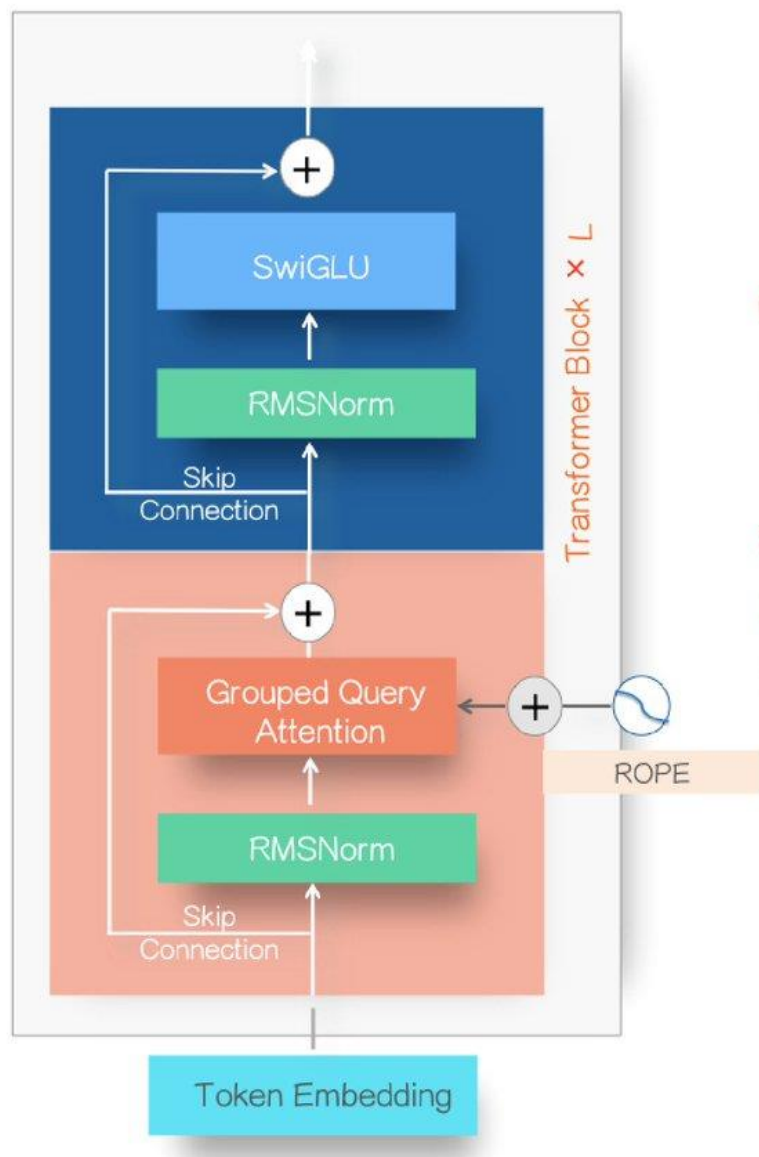 SwiGLU
RMSNorm
Skip
Connection
Transformer Block × L
Grouped Query
Attention
ROPE
RMSNorm
Skip
Connection
Token Embedding